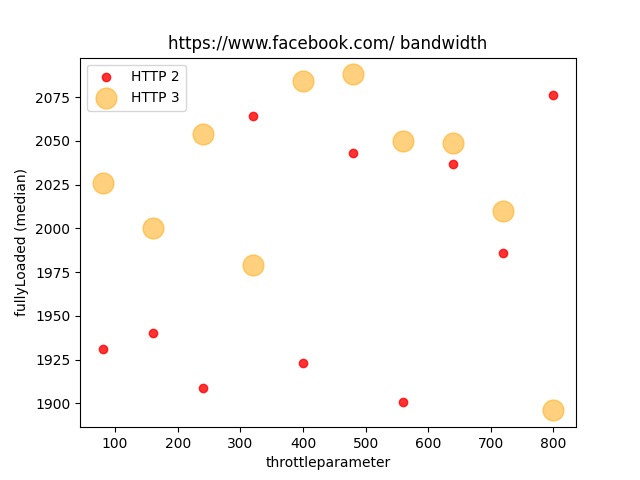 https://www.facebook.com/ bandwidth
HTTP 2
HTTP 3
fullyLoaded (median)
2075
2050
2025
2000
1975
1950
1925
1900
100 200 300 400 500 600 700 800
throttleparameter